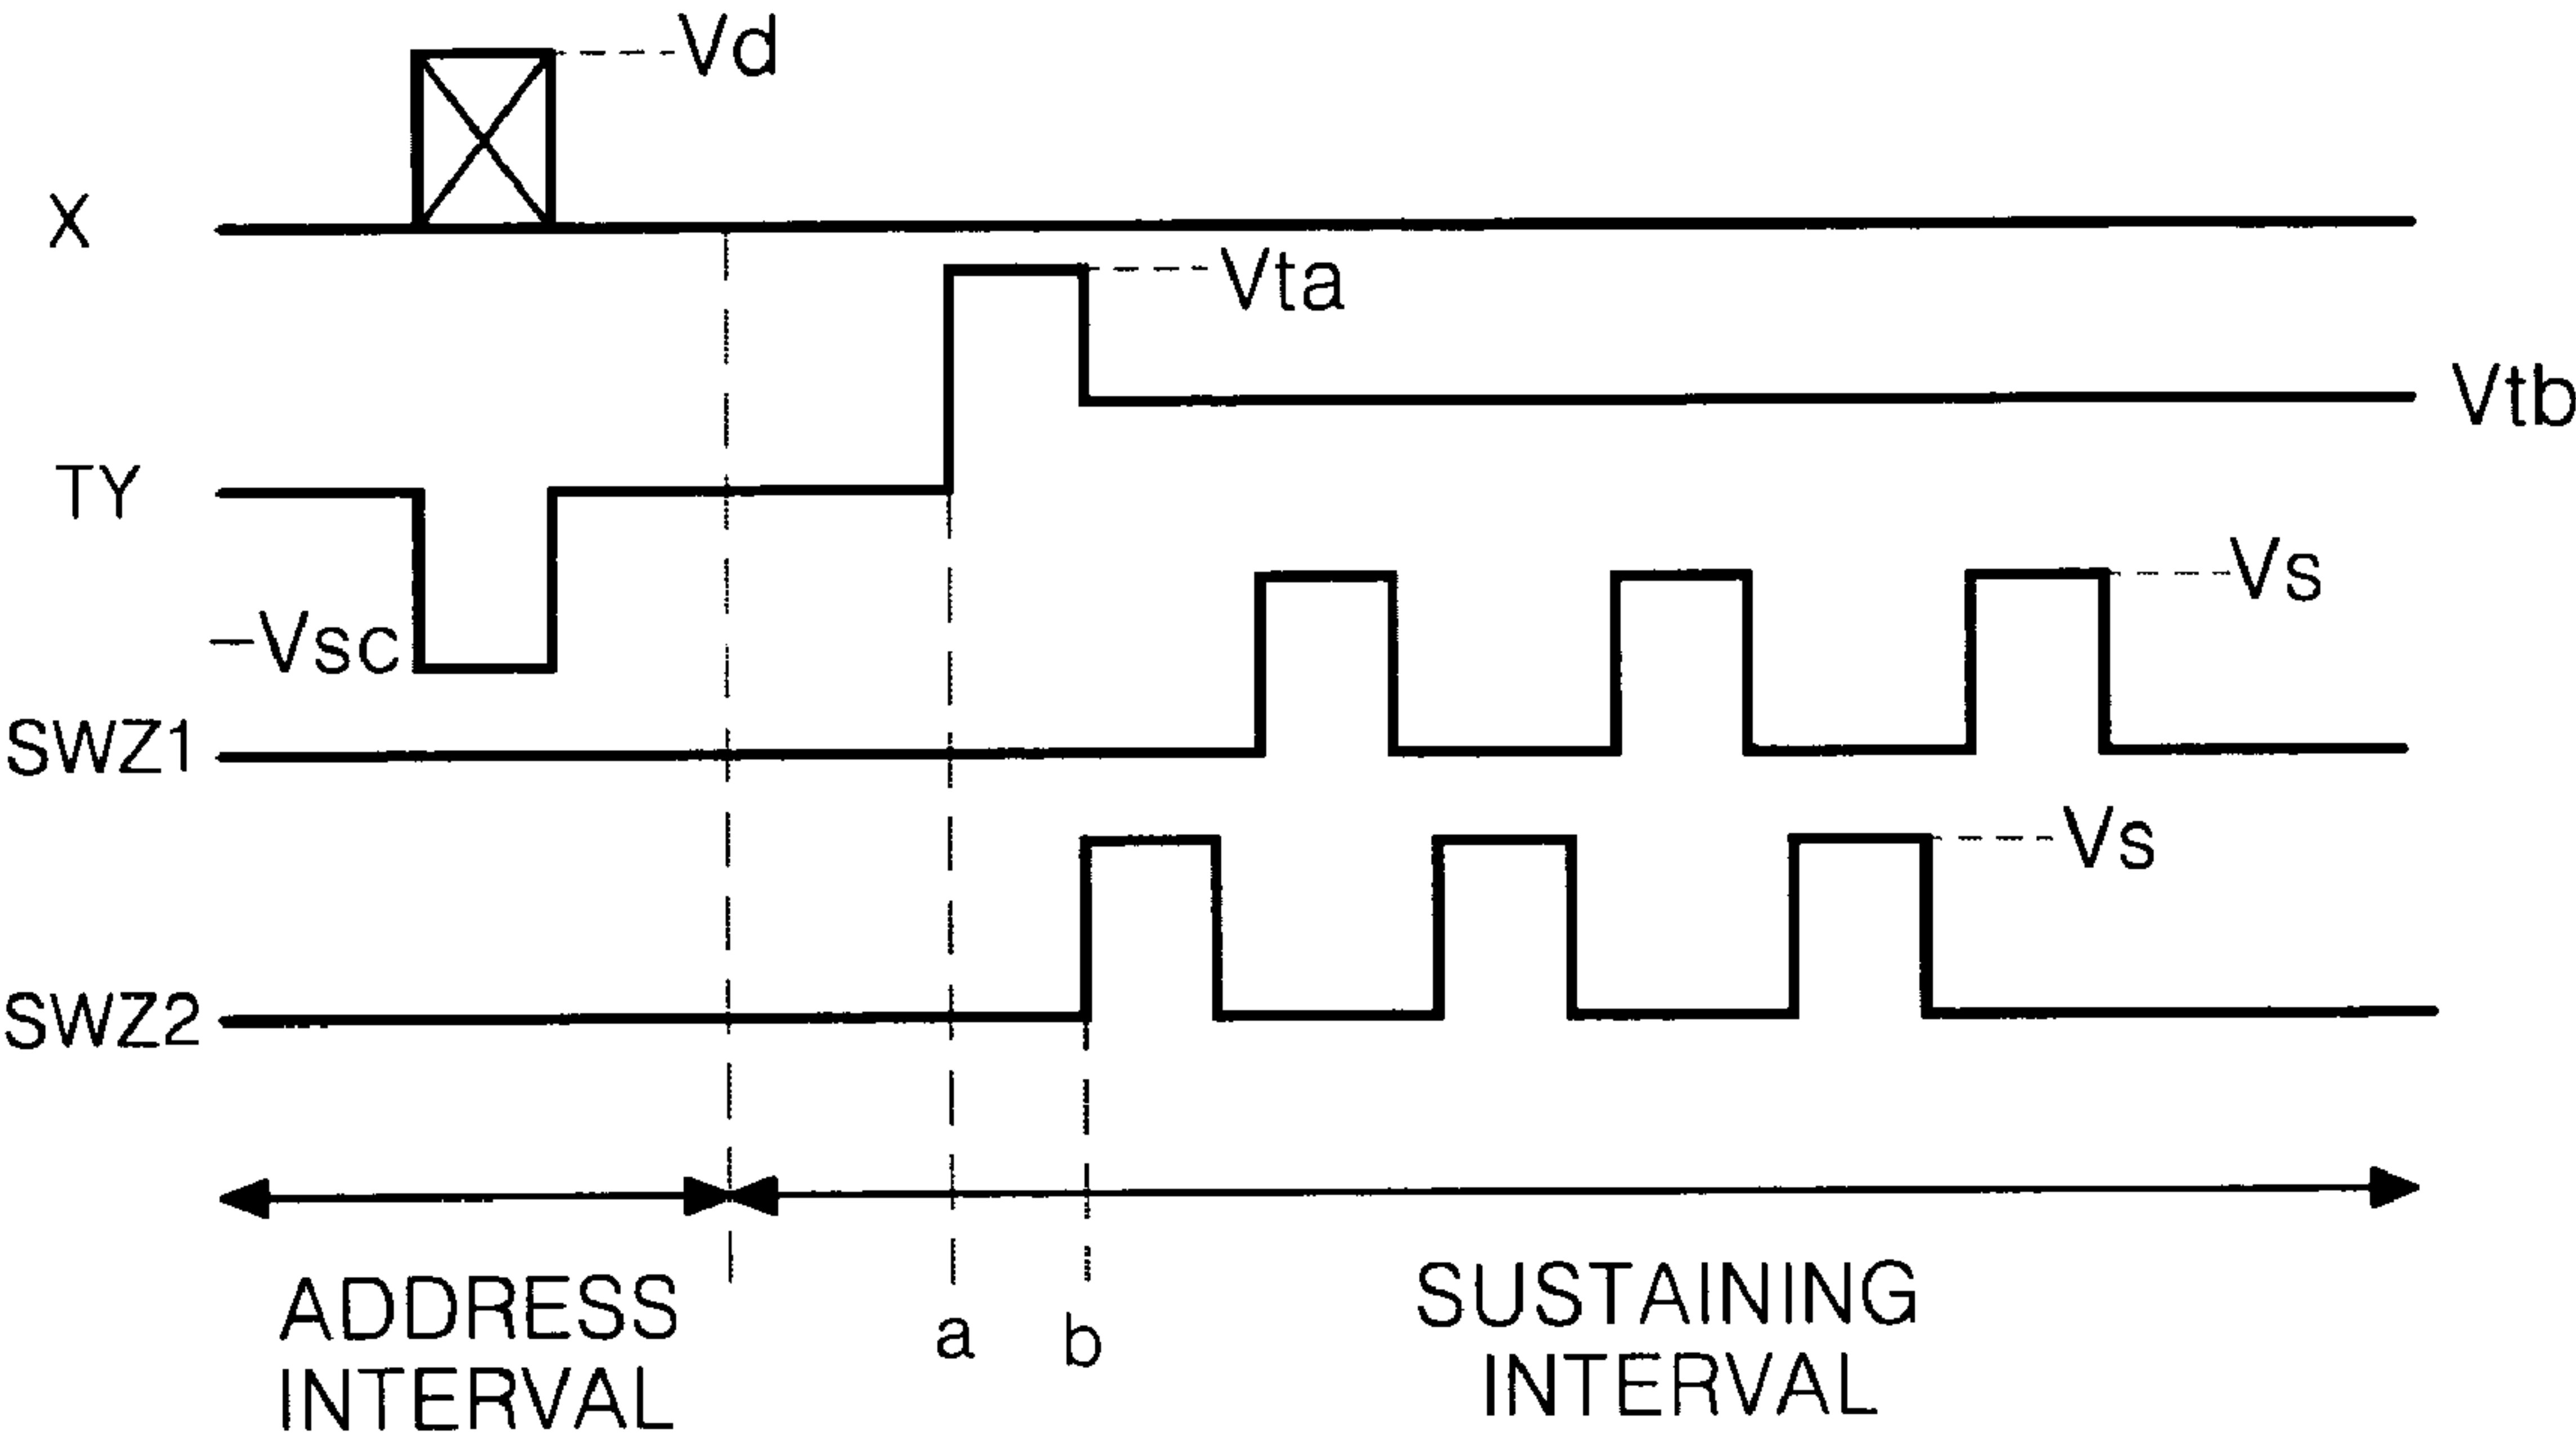 Vd
X
Vta
Vtb
TY
Vs
-Vsc
SWZ1
Vs
SWZ2
ADDRESS
INTERVAL
a
b
SUSTAINING
INTERVAL